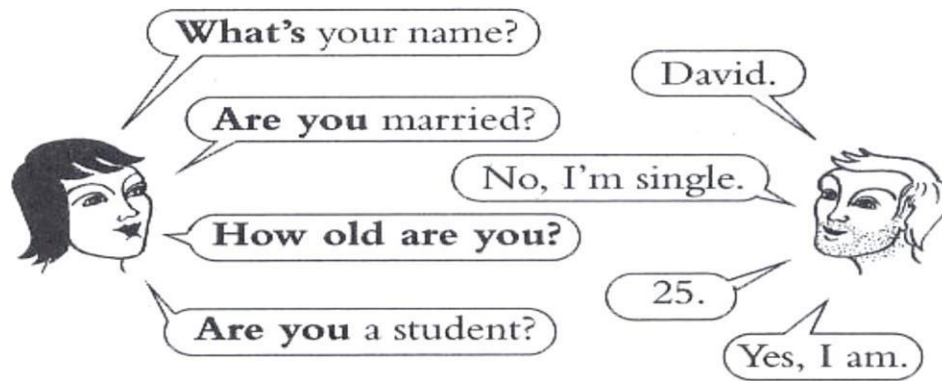 What's your name?
David.
Are you married?
No, I'm single.
How old are you?
25.
Are you a student?
Yes, I am.